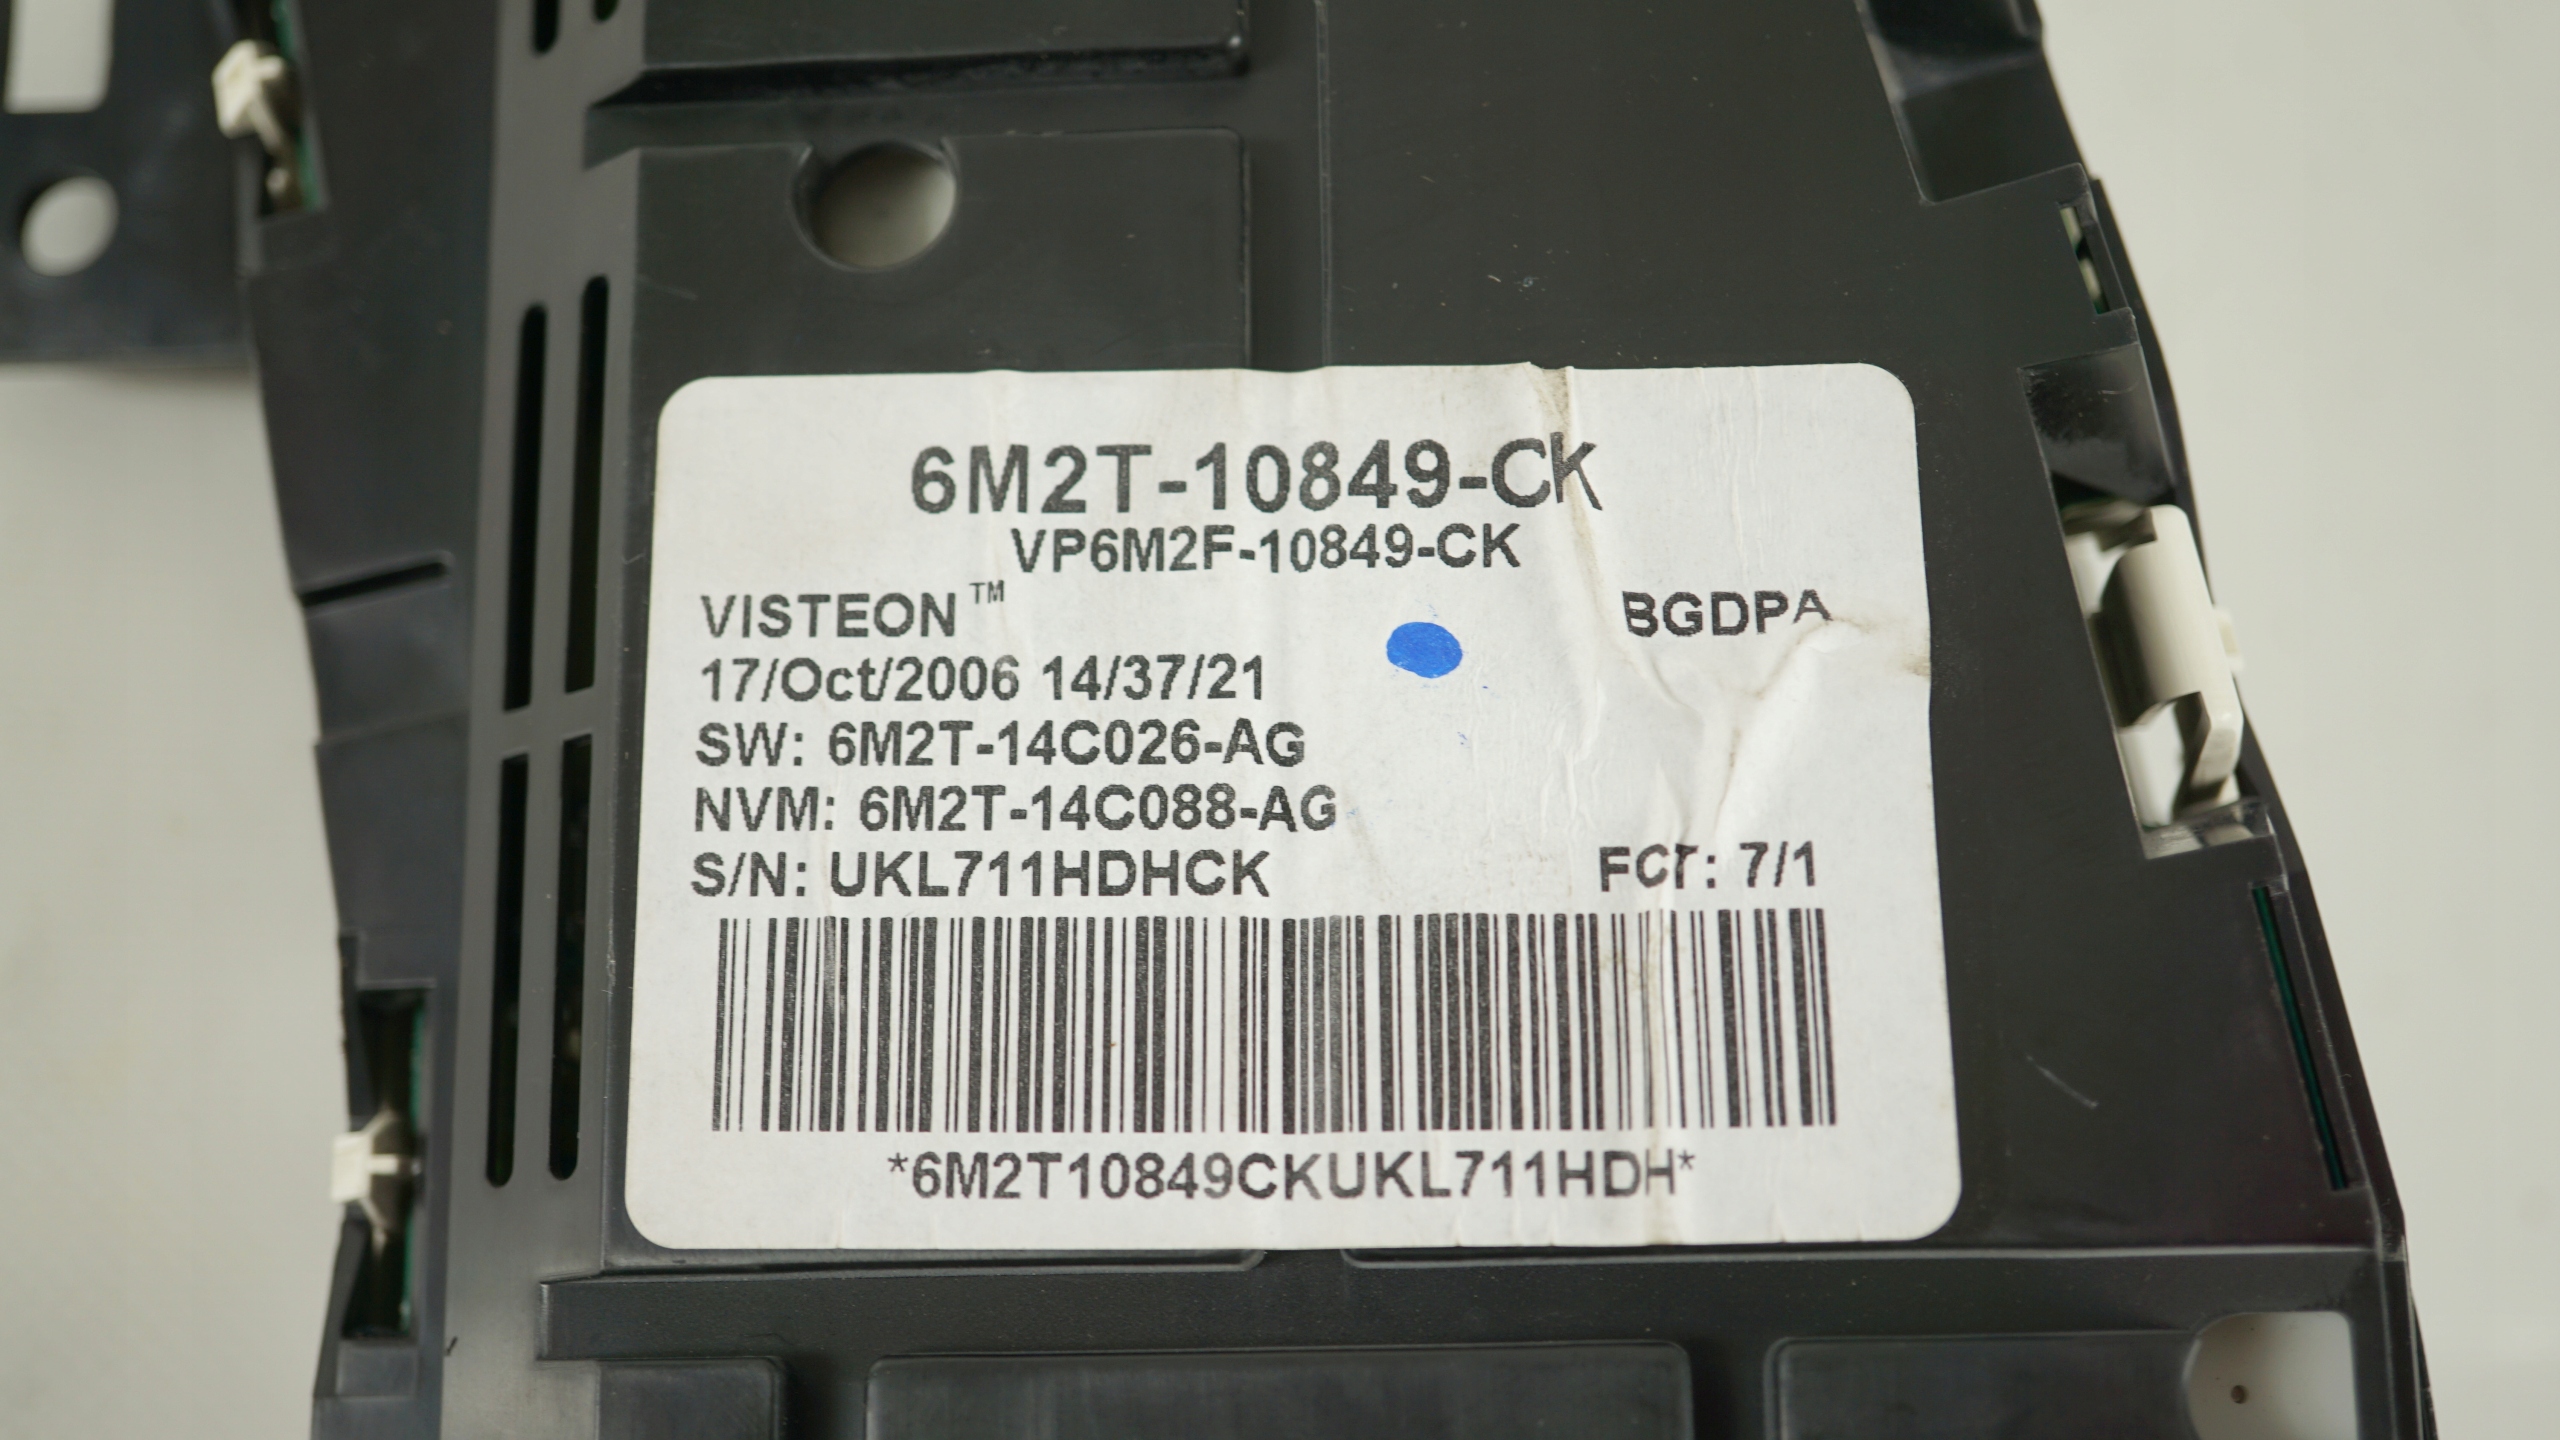 6M2T-10849-CK
VP6M2F-10849-CK
VISTEON™ BGDPA
17/Oct/2006 14/37/21
SW: 6M2T-14C026-AG
NVM: 6M2T-14C088-AG
S/N: UKL711HDHCK FCT: 7/1
*6M2T10849CKUKL711HDH*